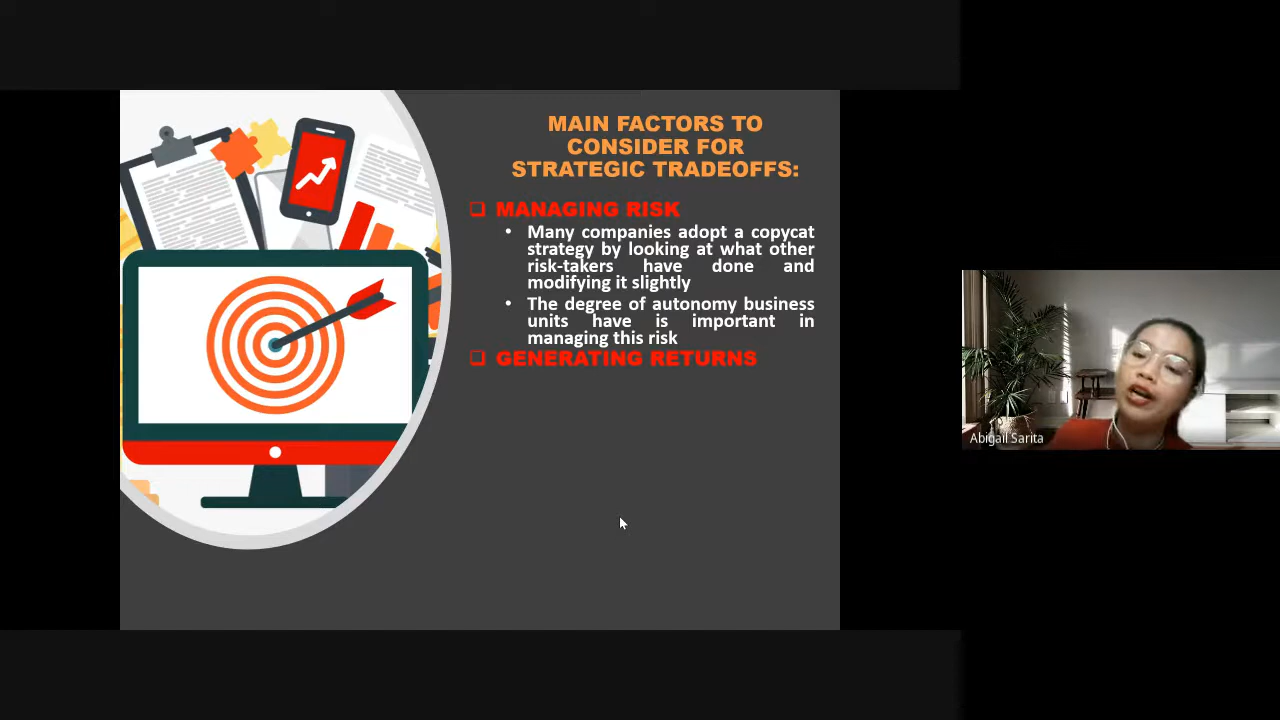 MAIN FACTORS TO
CONSIDER FOR
STRATEGIC TRADEOFFS:
MANAGING RISK
• Many companies adopt a copycat
strategy by looking at what other
risk-takers have done and
modifying it slightly
• The degree of autonomy business
units have is important in
managing this risk
GENERATING RETURNS
Abigail Sarita